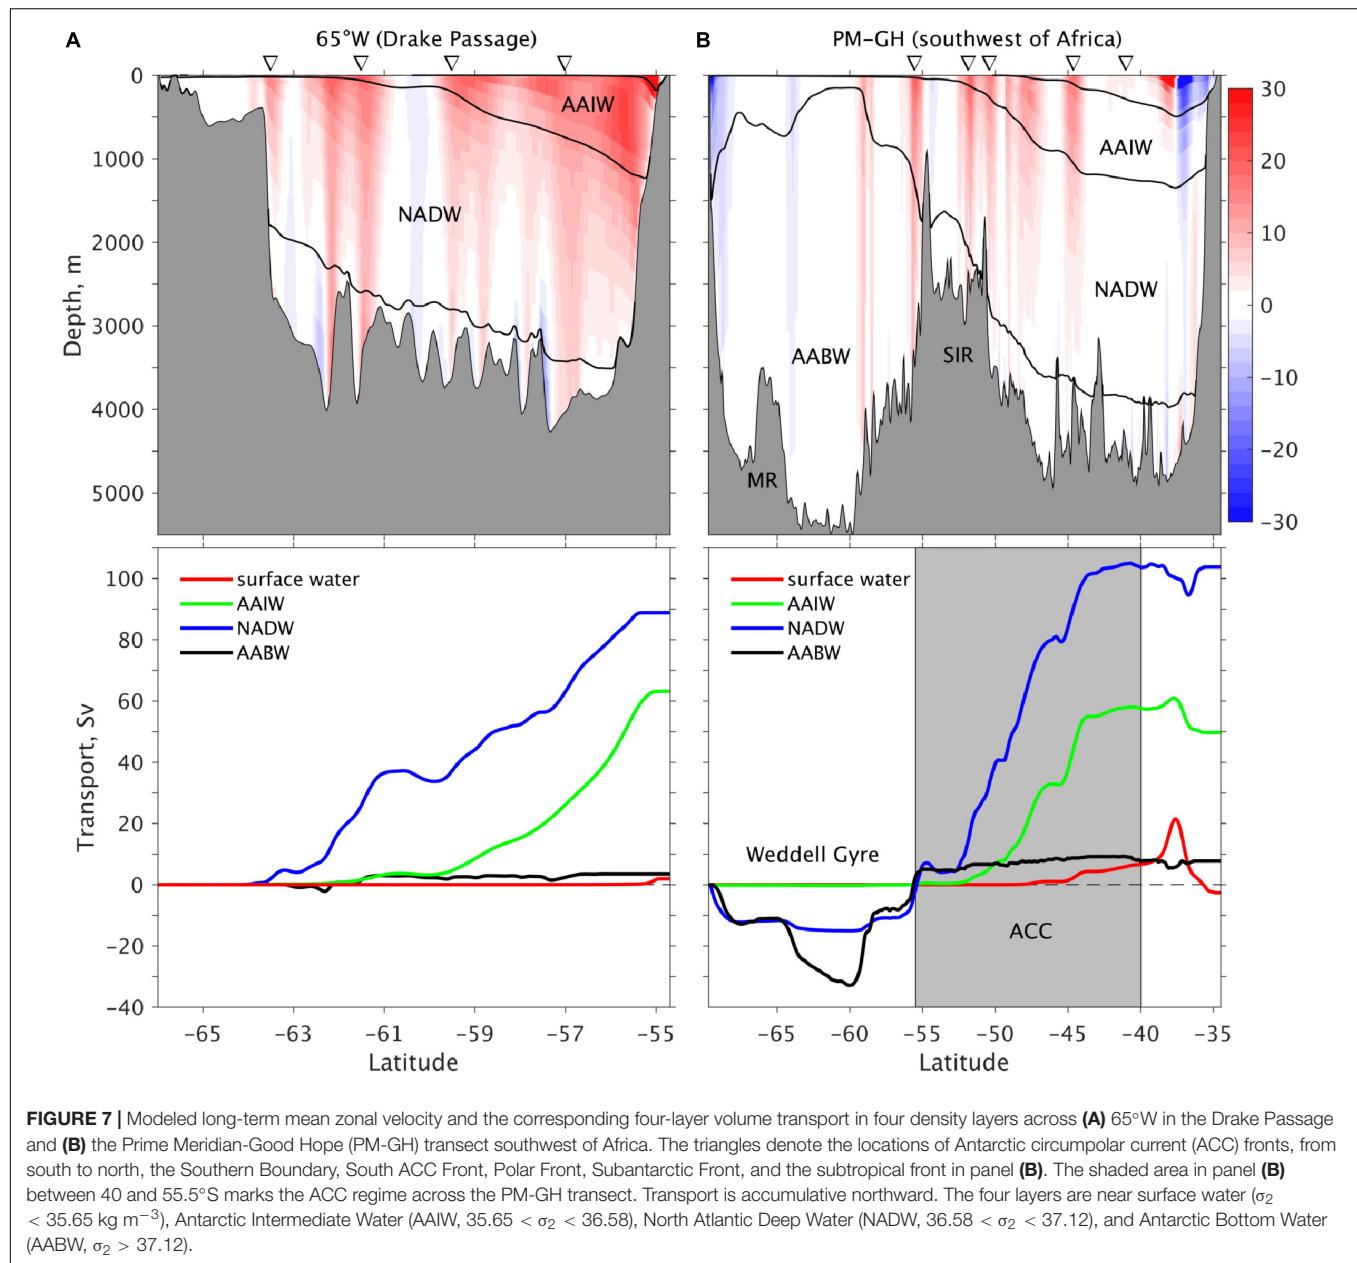 A
65°W (Drake Passage)
0
1000
2000
3000
4000
5000
Depth, m
AAIW
NADW
B
PM-GH (southwest of Africa)
AAIW
NADW
AABW
SIR
MR
30
20
10
0
-10
-20
-30
100
80
60
40
20
0
-20
-40
Transport, Sv
surface water
AAIW
NADW
AABW
-65 -63 -61 -59 -57 -55
Latitude
surface water
AAIW
NADW
AABW
Weddell Gyre
ACC
-65 -60 -55 -50 -45 -40 -35
Latitude
FIGURE 7 | Modeled long-term mean zonal velocity and the corresponding four-layer volume transport in four density layers across (A) 65°W in the Drake Passage
and (B) the Prime Meridian-Good Hope (PM-GH) transect southwest of Africa. The triangles denote the locations of Antarctic circumpolar current (ACC) fronts, from
south to north, the Southern Boundary, South ACC Front, Polar Front, Subantarctic Front, and the subtropical front in panel (B). The shaded area in panel (B)
between 40 and 55.5°S marks the ACC regime across the PM-GH transect. Transport is accumulative northward. The four layers are near surface water (σ₂
< 35.65 kg m⁻³), Antarctic Intermediate Water (AAIW, 35.65 < σ₂ < 36.58), North Atlantic Deep Water (NADW, 36.58 < σ₂ < 37.12), and Antarctic Bottom Water
(AABW, σ₂ > 37.12).